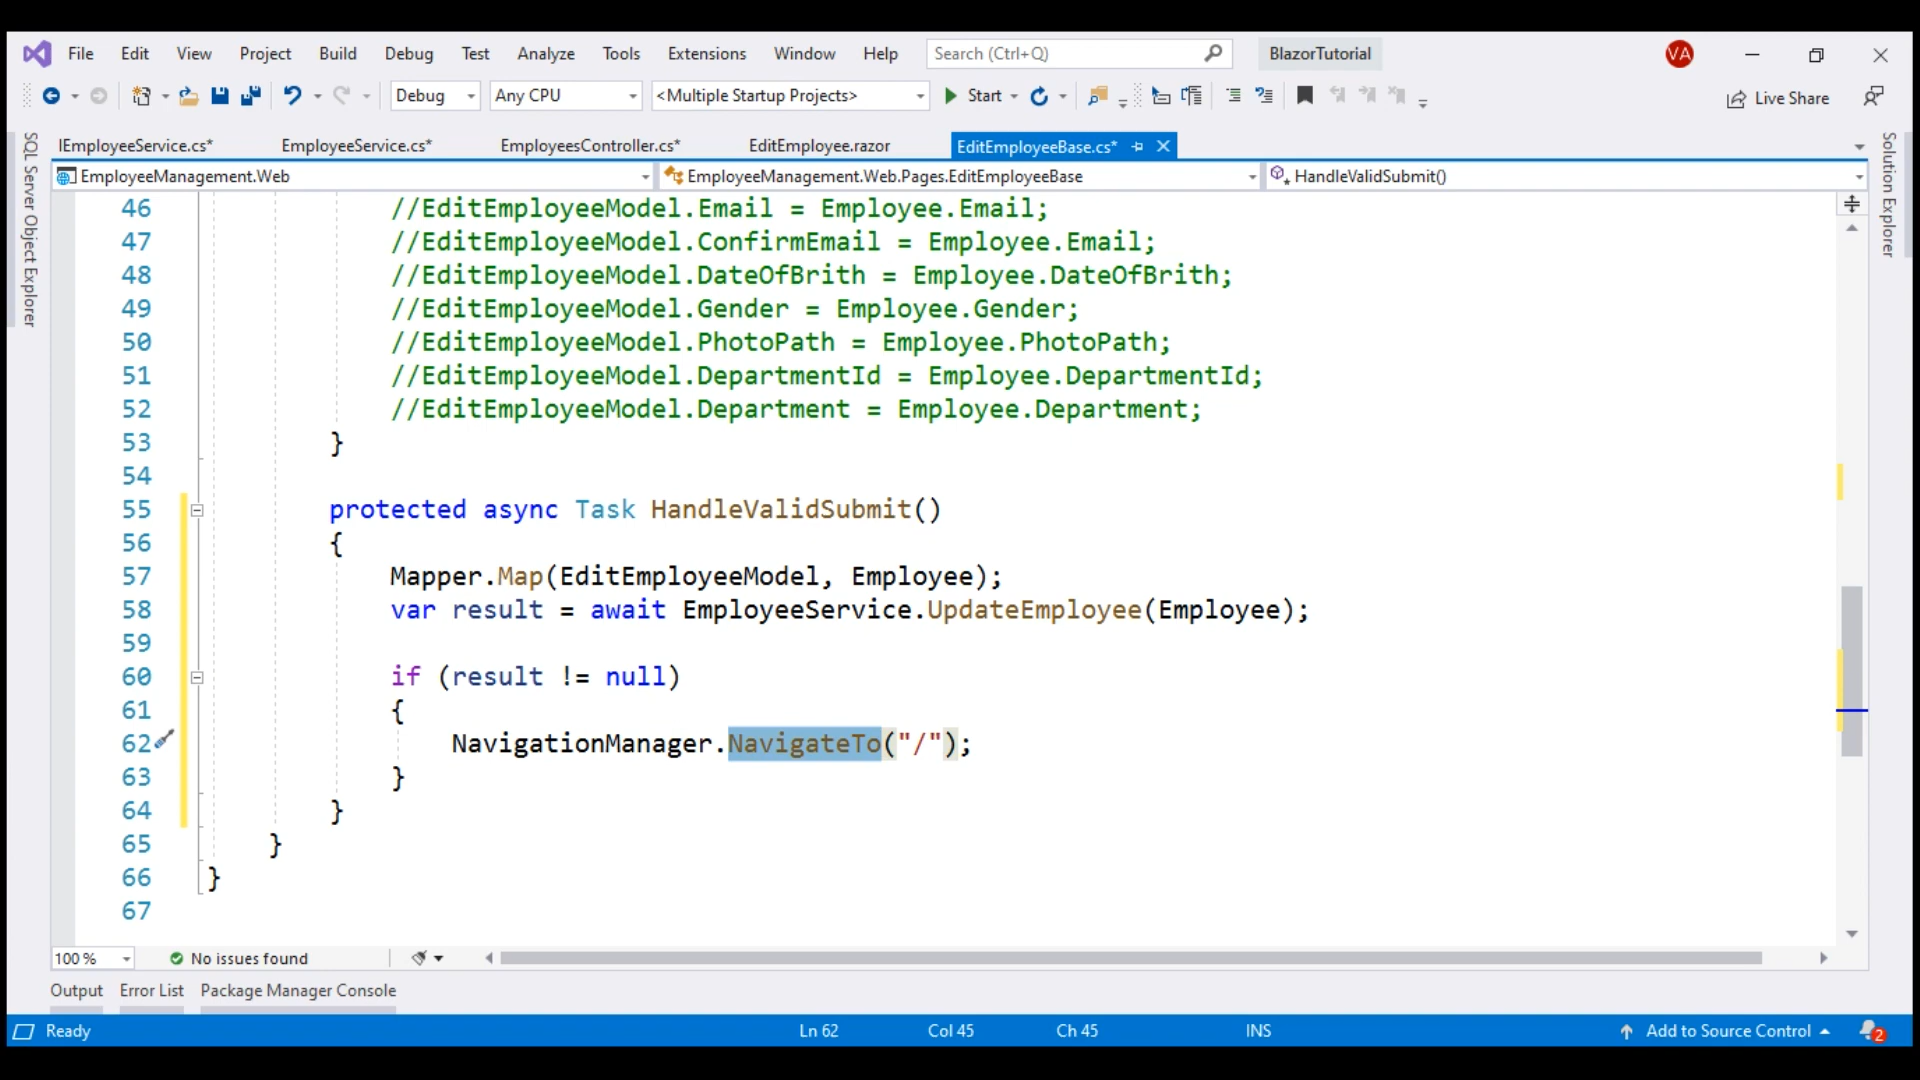 File Edit View Project Build Debug Test Analyze Tools Extensions Window Help Search (Ctrl+Q) BlazorTutorial VA
Debug Any CPU <Multiple Startup Projects> Start Live Share
IEmployeeService.cs* EmployeeService.cs* EmployeesController.cs* EditEmployee.razor EditEmployeeBase.cs*
EmployeeManagement.Web EmployeeManagement.Web.Pages.EditEmployeeBase HandleValidSubmit()
SQL Server Object Explorer
Solution Explorer
46 //EditEmployeeModel.Email = Employee.Email;
47 //EditEmployeeModel.ConfirmEmail = Employee.Email;
48 //EditEmployeeModel.DateOfBrith = Employee.DateOfBrith;
49 //EditEmployeeModel.Gender = Employee.Gender;
50 //EditEmployeeModel.PhotoPath = Employee.PhotoPath;
51 //EditEmployeeModel.DepartmentId = Employee.DepartmentId;
52 //EditEmployeeModel.Department = Employee.Department;
53 }
54
55 protected async Task HandleValidSubmit()
56 {
57 Mapper.Map(EditEmployeeModel, Employee);
58 var result = await EmployeeService.UpdateEmployee(Employee);
59
60 if (result != null)
61 {
62 NavigationManager.NavigateTo("/");
63 }
64 }
65 }
66 }
67
100 % No issues found
Output Error List Package Manager Console
Ready Ln 62 Col 45 Ch 45 INS Add to Source Control 2